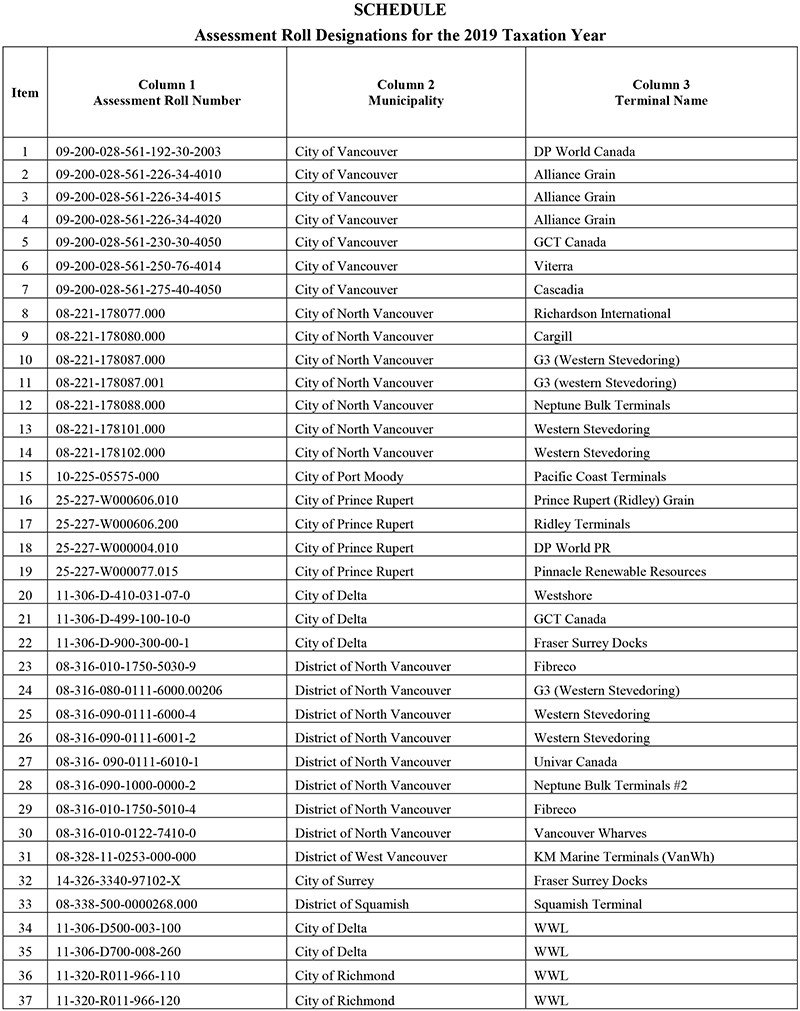 SCHEDULE
Assessment Roll Designations for the 2019 Taxation Year
Item
Column 1
Assessment Roll Number
Column 2
Municipality
Column 3
Terminal Name
1 09-200-028-561-192-30-2003 City of Vancouver DP World Canada
2 09-200-028-561-226-34-4010 City of Vancouver Alliance Grain
3 09-200-028-561-226-34-4015 City of Vancouver Alliance Grain
4 09-200-028-561-226-34-4020 City of Vancouver Alliance Grain
5 09-200-028-561-230-30-4050 City of Vancouver GCT Canada
6 09-200-028-561-250-76-4014 City of Vancouver Viterra
7 09-200-028-561-275-40-4050 City of Vancouver Cascadia
8 08-221-178077.000 City of North Vancouver Richardson International
9 08-221-178080.000 City of North Vancouver Cargill
10 08-221-178087.000 City of North Vancouver G3 (Western Stevedoring)
11 08-221-178087.001 City of North Vancouver G3 (western Stevedoring)
12 08-221-178088.000 City of North Vancouver Neptune Bulk Terminals
13 08-221-178101.000 City of North Vancouver Western Stevedoring
14 08-221-178102.000 City of North Vancouver Western Stevedoring
15 10-225-05575-000 City of Port Moody Pacific Coast Terminals
16 25-227-W000606.010 City of Prince Rupert Prince Rupert (Ridley) Grain
17 25-227-W000606.200 City of Prince Rupert Ridley Terminals
18 25-227-W000004.010 City of Prince Rupert DP World PR
19 25-227-W000077.015 City of Prince Rupert Pinnacle Renewable Resources
20 11-306-D-410-031-07-0 City of Delta Westshore
21 11-306-D-499-100-10-0 City of Delta GCT Canada
22 11-306-D-900-300-00-1 City of Delta Fraser Surrey Docks
23 08-316-010-1750-5030-9 District of North Vancouver Fibreco
24 08-316-080-0111-6000.00206 District of North Vancouver G3 (Western Stevedoring)
25 08-316-090-0111-6000-4 District of North Vancouver Western Stevedoring
26 08-316-090-0111-6001-2 District of North Vancouver Western Stevedoring
27 08-316- 090-0111-6010-1 District of North Vancouver Univar Canada
28 08-316-090-1000-0000-2 District of North Vancouver Neptune Bulk Terminals #2
29 08-316-010-1750-5010-4 District of North Vancouver Fibreco
30 08-316-010-0122-7410-0 District of North Vancouver Vancouver Wharves
31 08-328-11-0253-000-000 District of West Vancouver KM Marine Terminals (VanWh)
32 14-326-3340-97102-X City of Surrey Fraser Surrey Docks
33 08-338-500-0000268.000 District of Squamish Squamish Terminal
34 11-306-D500-003-100 City of Delta WWL
35 11-306-D700-008-260 City of Delta WWL
36 11-320-R011-966-110 City of Richmond WWL
37 11-320-R011-966-120 City of Richmond WWL